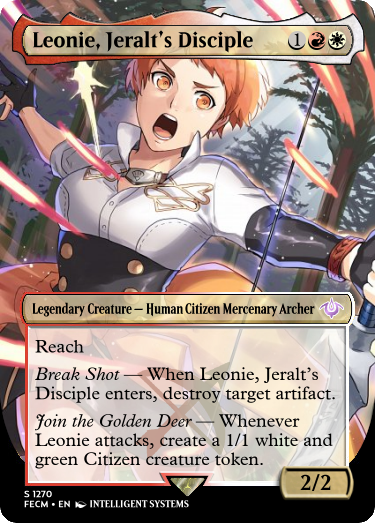 Leonie, Jeralt's Disciple 1
Legendary Creature — Human Citizen Mercenary Archer
Reach
Break Shot — When Leonie, Jeralt's
Disciple enters, destroy target artifact.
Join the Golden Deer — Whenever
Leonie attacks, create a 1/1 white and
green Citizen creature token.
2/2
S 1270
FECM • EN INTELLIGENT SYSTEMS